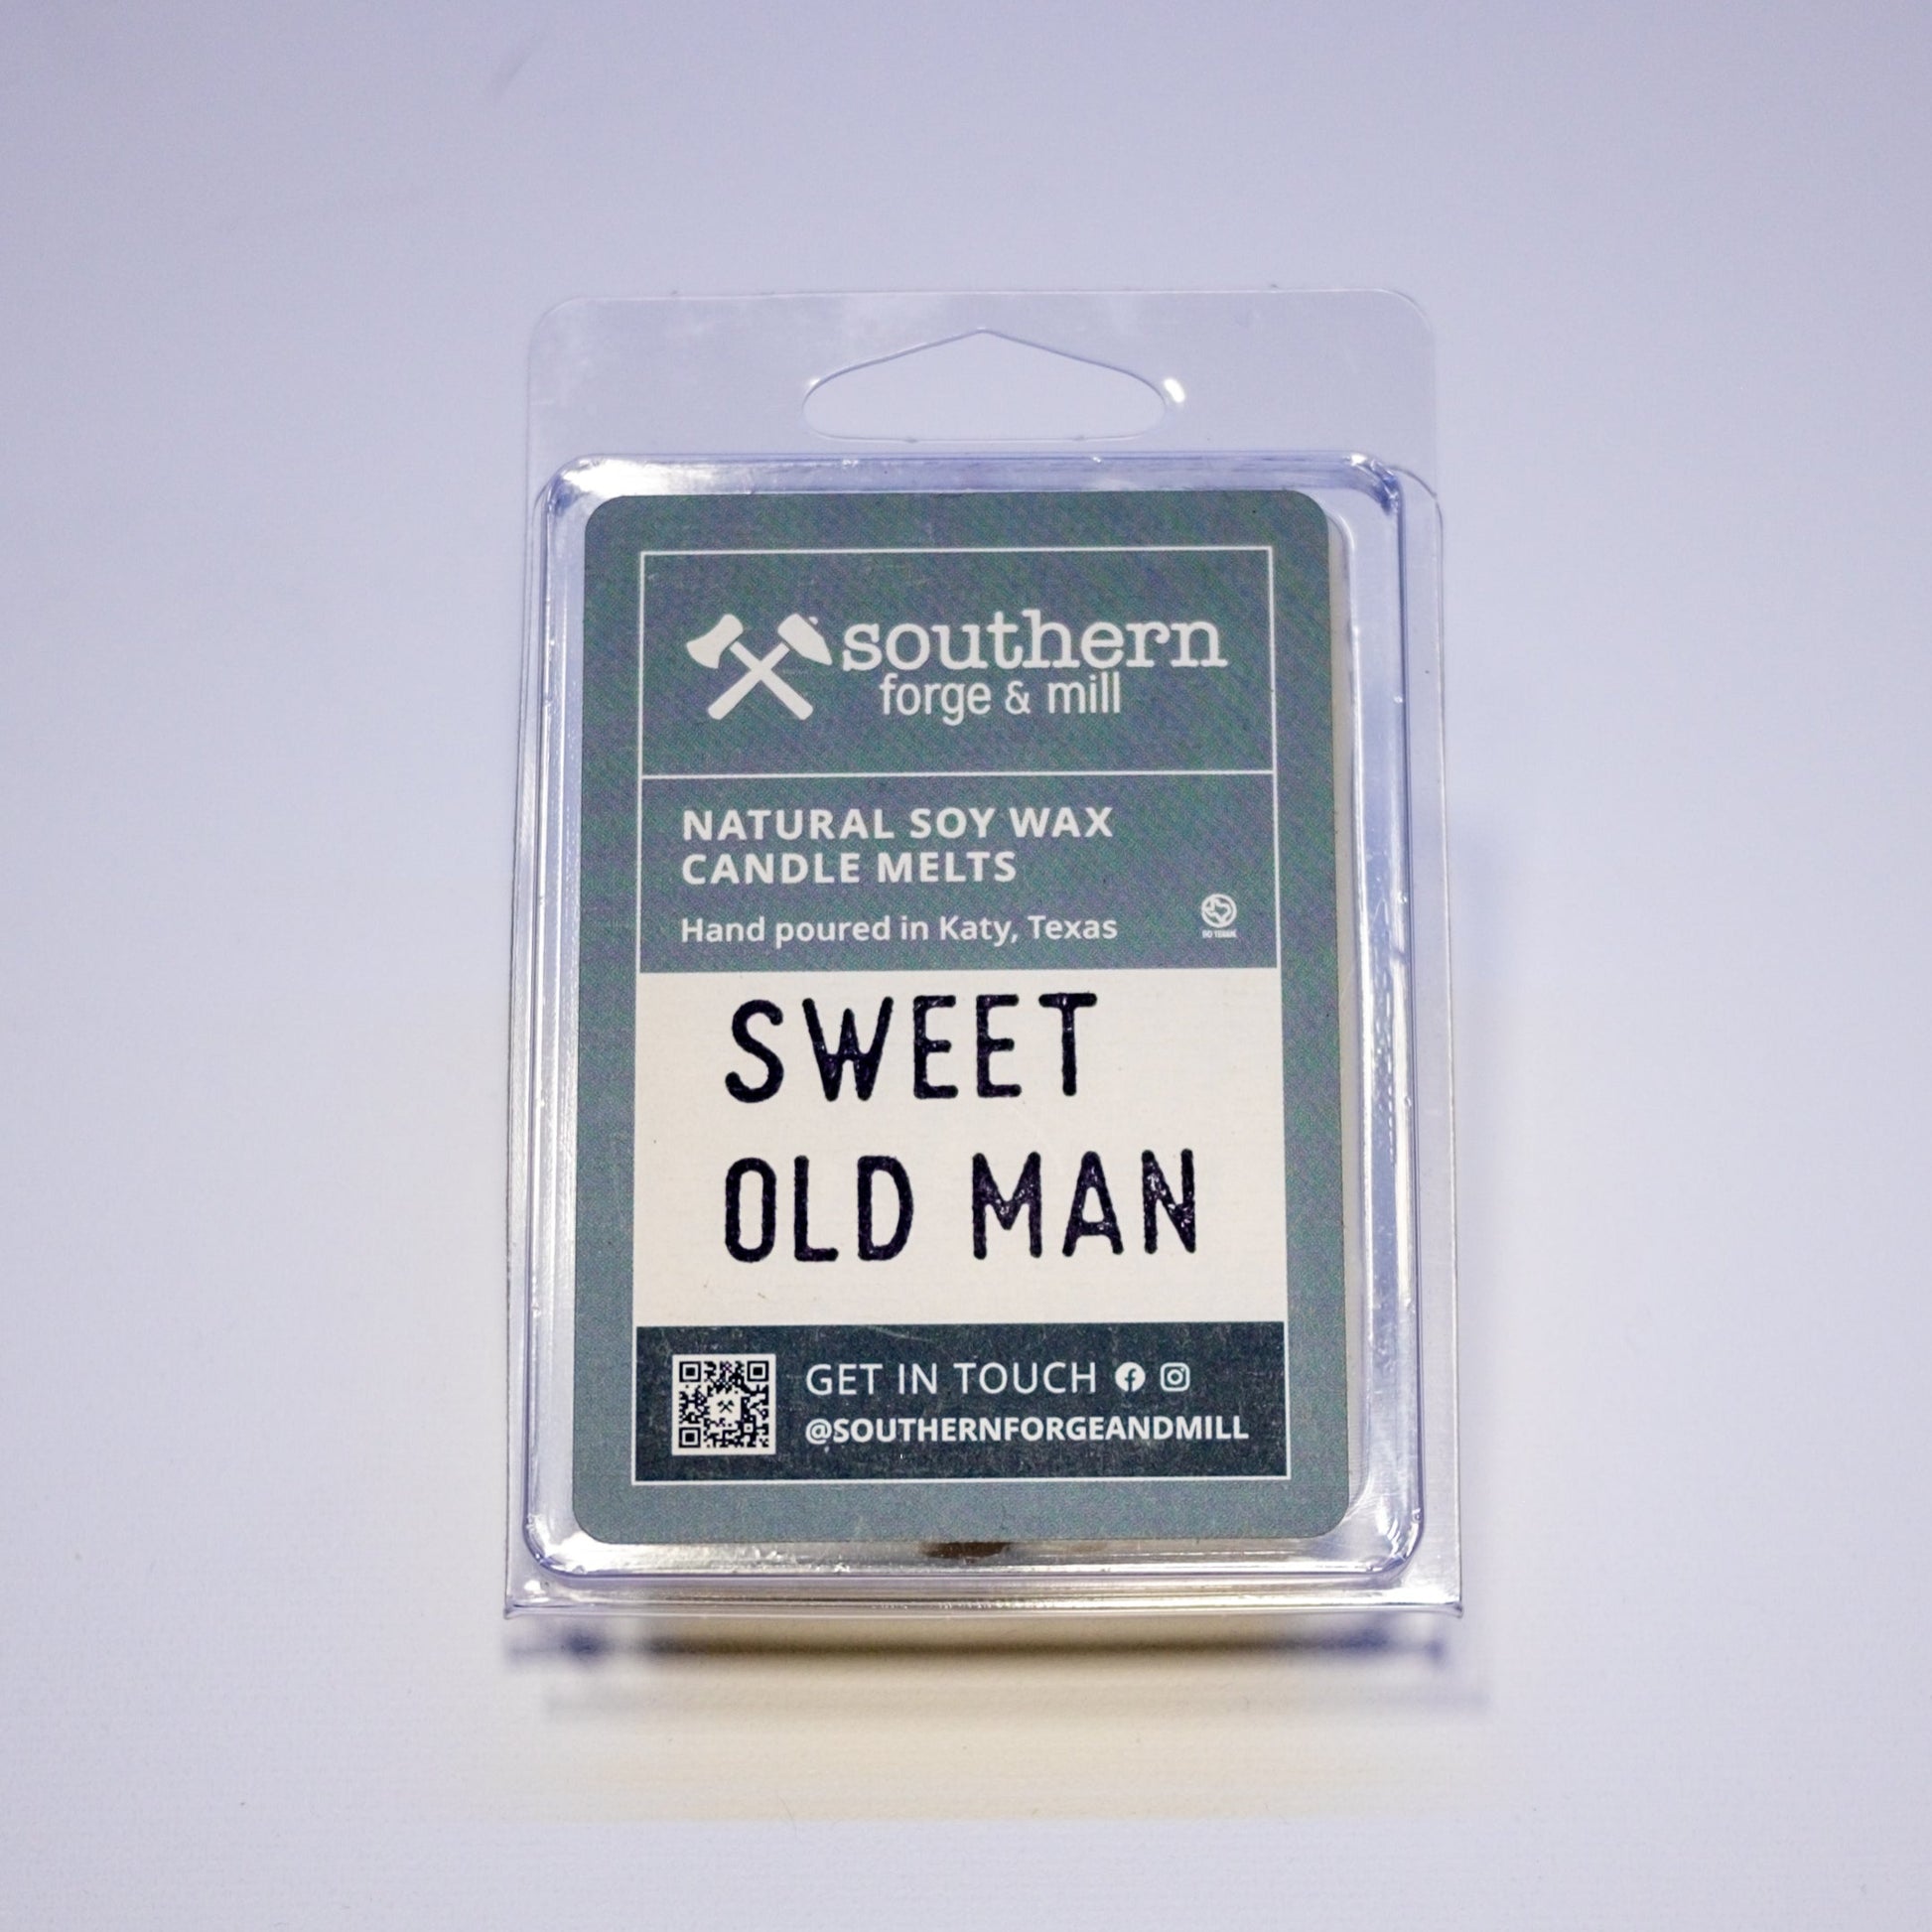 southern
forge & mill
NATURAL SOY WAX
CANDLE MELTS
Hand poured in Katy, Texas
SWEET
OLD MAN
GET IN TOUCH
@SOUTHERNFORGEANDMILL